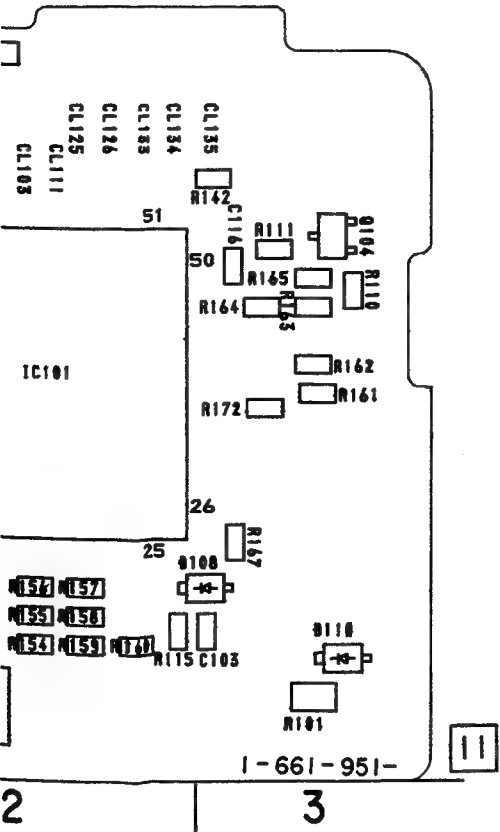 CL125
CL126
CL133
CL134
CL135
CL103
CL111
R142
51
C116
R111
Q104
50
R165
R110
R164
R163
IC101
R162
R161
R172
26
25
R167
D108
R156
R157
R155
R158
R154
R159
R160
R115
C103
D110
R101
1-661-951-
11
2
3